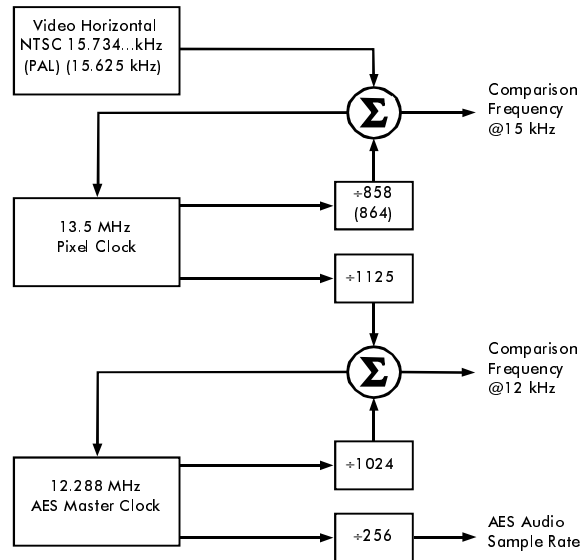 Video Horizontal
NTSC 15.734...kHz
(PAL) (15.625 kHz)
Σ
Comparison
Frequency
@15 kHz
÷858
(864)
13.5 MHz
Pixel Clock
÷1125
Σ
Comparison
Frequency
@12 kHz
÷1024
12.288 MHz
AES Master Clock
÷256
AES Audio
Sample Rate